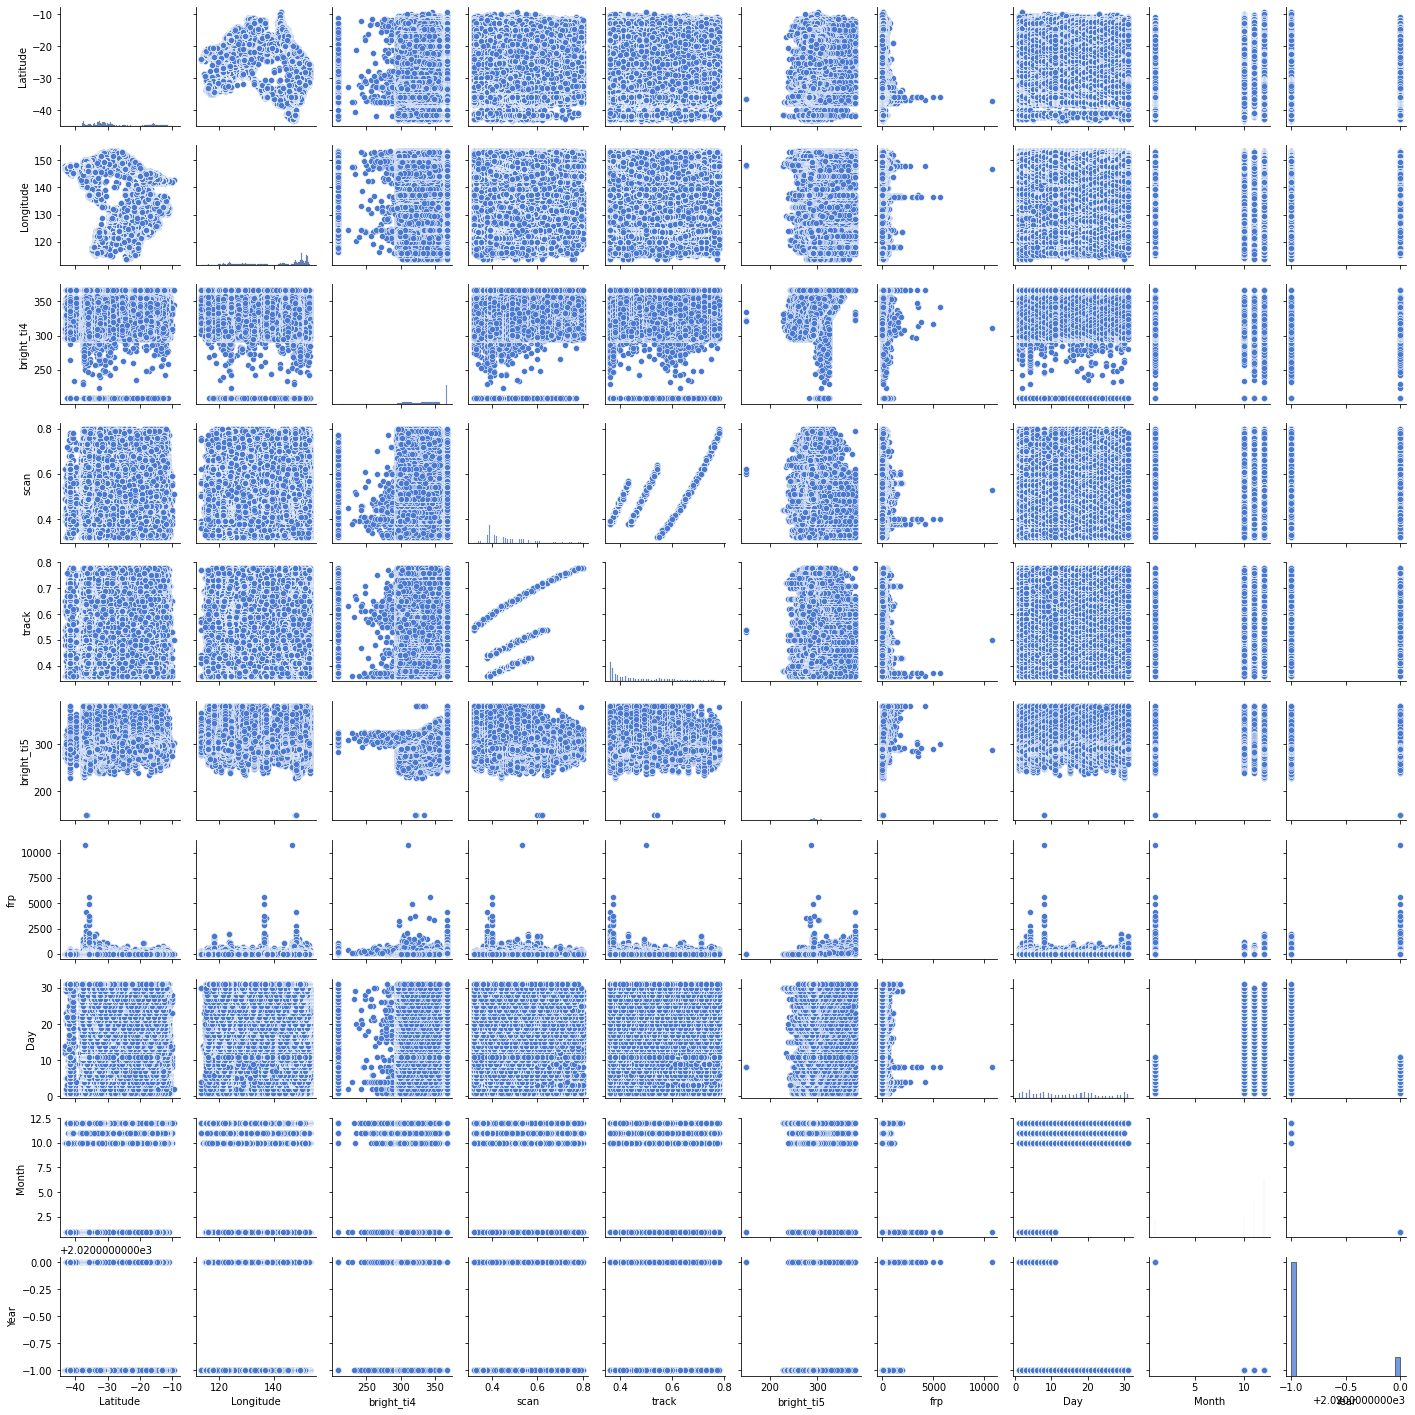 −10
−20
−30
−40
Latitude
150
140
130
120
Longitude
350
300
250
bright_ti4
0.8
0.6
0.4
scan
0.8
0.7
0.6
0.5
0.4
track
300
200
bright_ti5
10000
7500
5000
2500
0
frp
30
20
10
0
Day
12.5
10.0
7.5
5.0
2.5
Month
+2.0200000000e3
0.00
−0.25
−0.50
−0.75
−1.00
Year
−40 −30 −20 −10 120 140 250 300 350 0.4 0.6 0.8 0.4 0.6 0.8 200 300 0 5000 10000 0 10 20 30 5 10 −1.0 −0.5 0.0
Latitude Longitude bright_ti4 scan track bright_ti5 frp Day Month Year
+2.0200000000e3